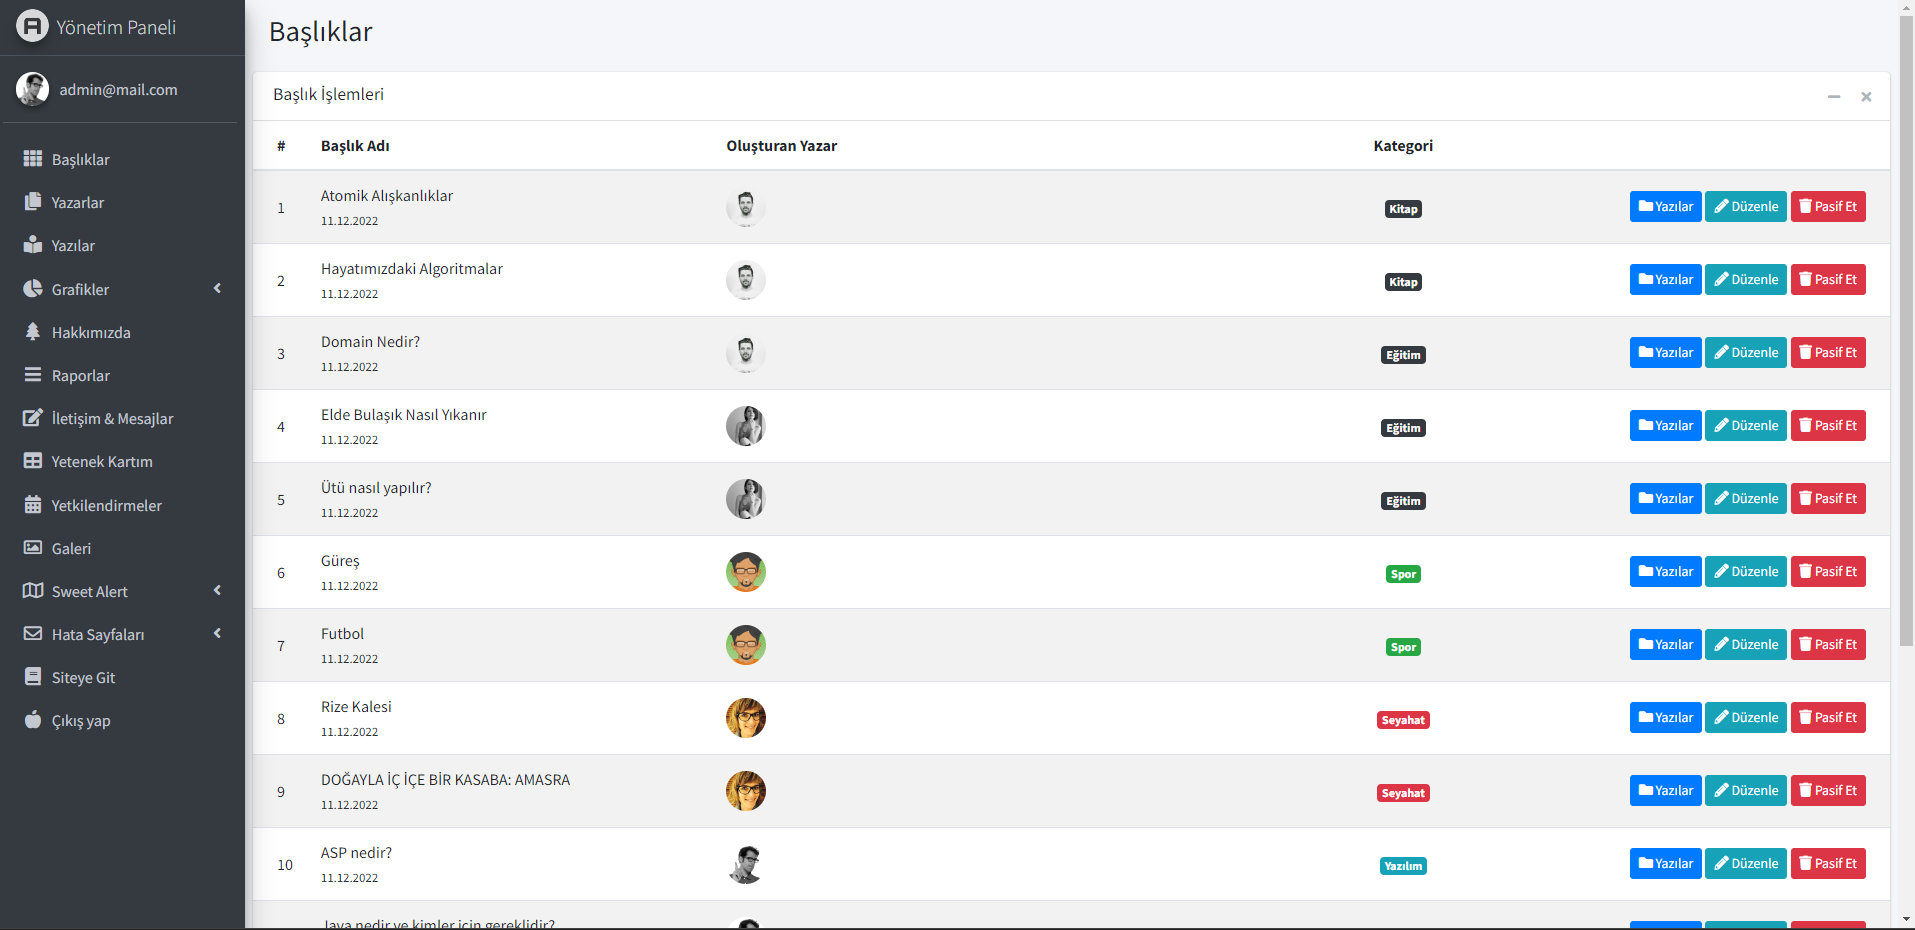 Yönetim Paneli
admin@mail.com
Başlıklar
Yazarlar
Yazılar
Grafikler
Hakkımızda
Raporlar
İletişim & Mesajlar
Yetenek Kartım
Yetkilendirmeler
Galeri
Sweet Alert
Hata Sayfaları
Siteye Git
Çıkış yap
Başlıklar
Başlık İşlemleri
# Başlık Adı Oluşturan Yazar Kategori
1 Atomik Alışkanlıklar Kitap Yazılar Düzenle Pasif Et
11.12.2022
2 Hayatımızdaki Algoritmalar Kitap Yazılar Düzenle Pasif Et
11.12.2022
3 Domain Nedir? Eğitim Yazılar Düzenle Pasif Et
11.12.2022
4 Elde Bulaşık Nasıl Yıkanır Eğitim Yazılar Düzenle Pasif Et
11.12.2022
5 Ütü nasıl yapılır? Eğitim Yazılar Düzenle Pasif Et
11.12.2022
6 Güreş Spor Yazılar Düzenle Pasif Et
11.12.2022
7 Futbol Spor Yazılar Düzenle Pasif Et
11.12.2022
8 Rize Kalesi Seyahat Yazılar Düzenle Pasif Et
11.12.2022
9 DOĞAYLA İÇ İÇE BİR KASABA: AMASRA Seyahat Yazılar Düzenle Pasif Et
11.12.2022
10 ASP nedir? Yazılım Yazılar Düzenle Pasif Et
11.12.2022
Java nedir ve kimler için gereklidir?